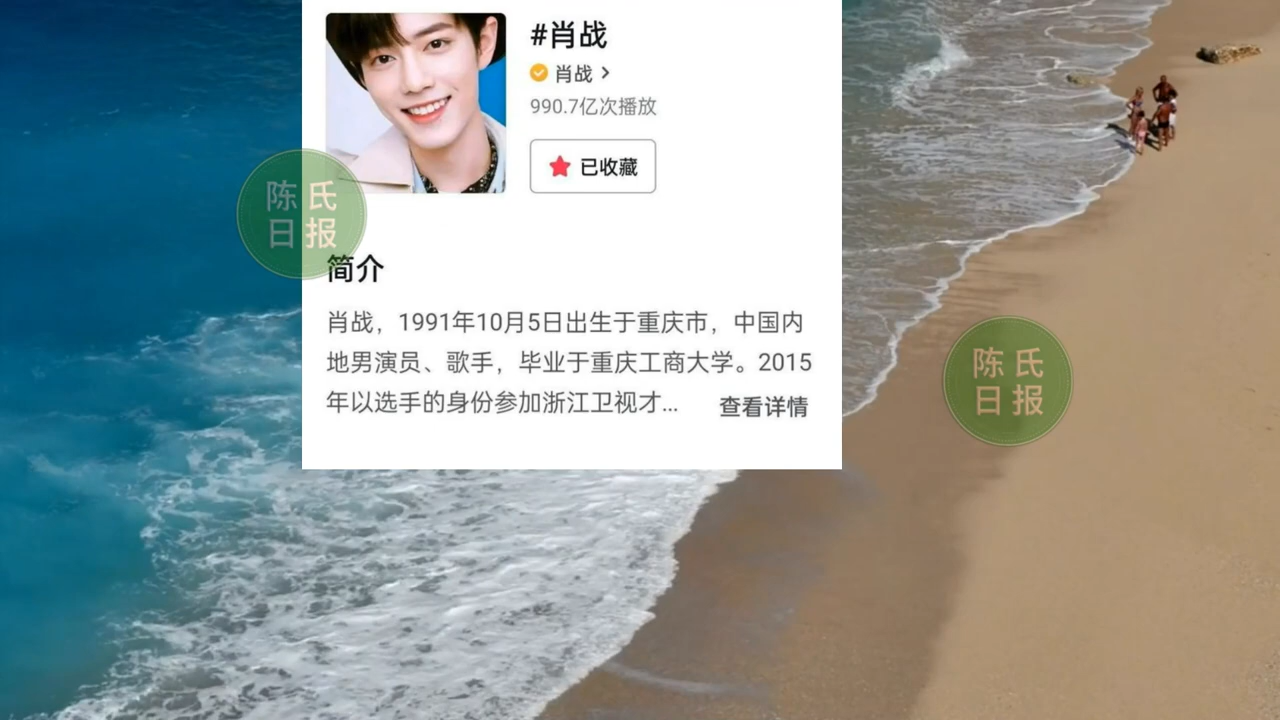 #肖战
肖战
990.7亿次播放
已收藏
陈氏
日报
简介
肖战，1991年10月5日出生于重庆市，中国内
地男演员、歌手，毕业于重庆工商大学。2015
年以选手的身份参加浙江卫视才...
查看详情
陈氏
日报